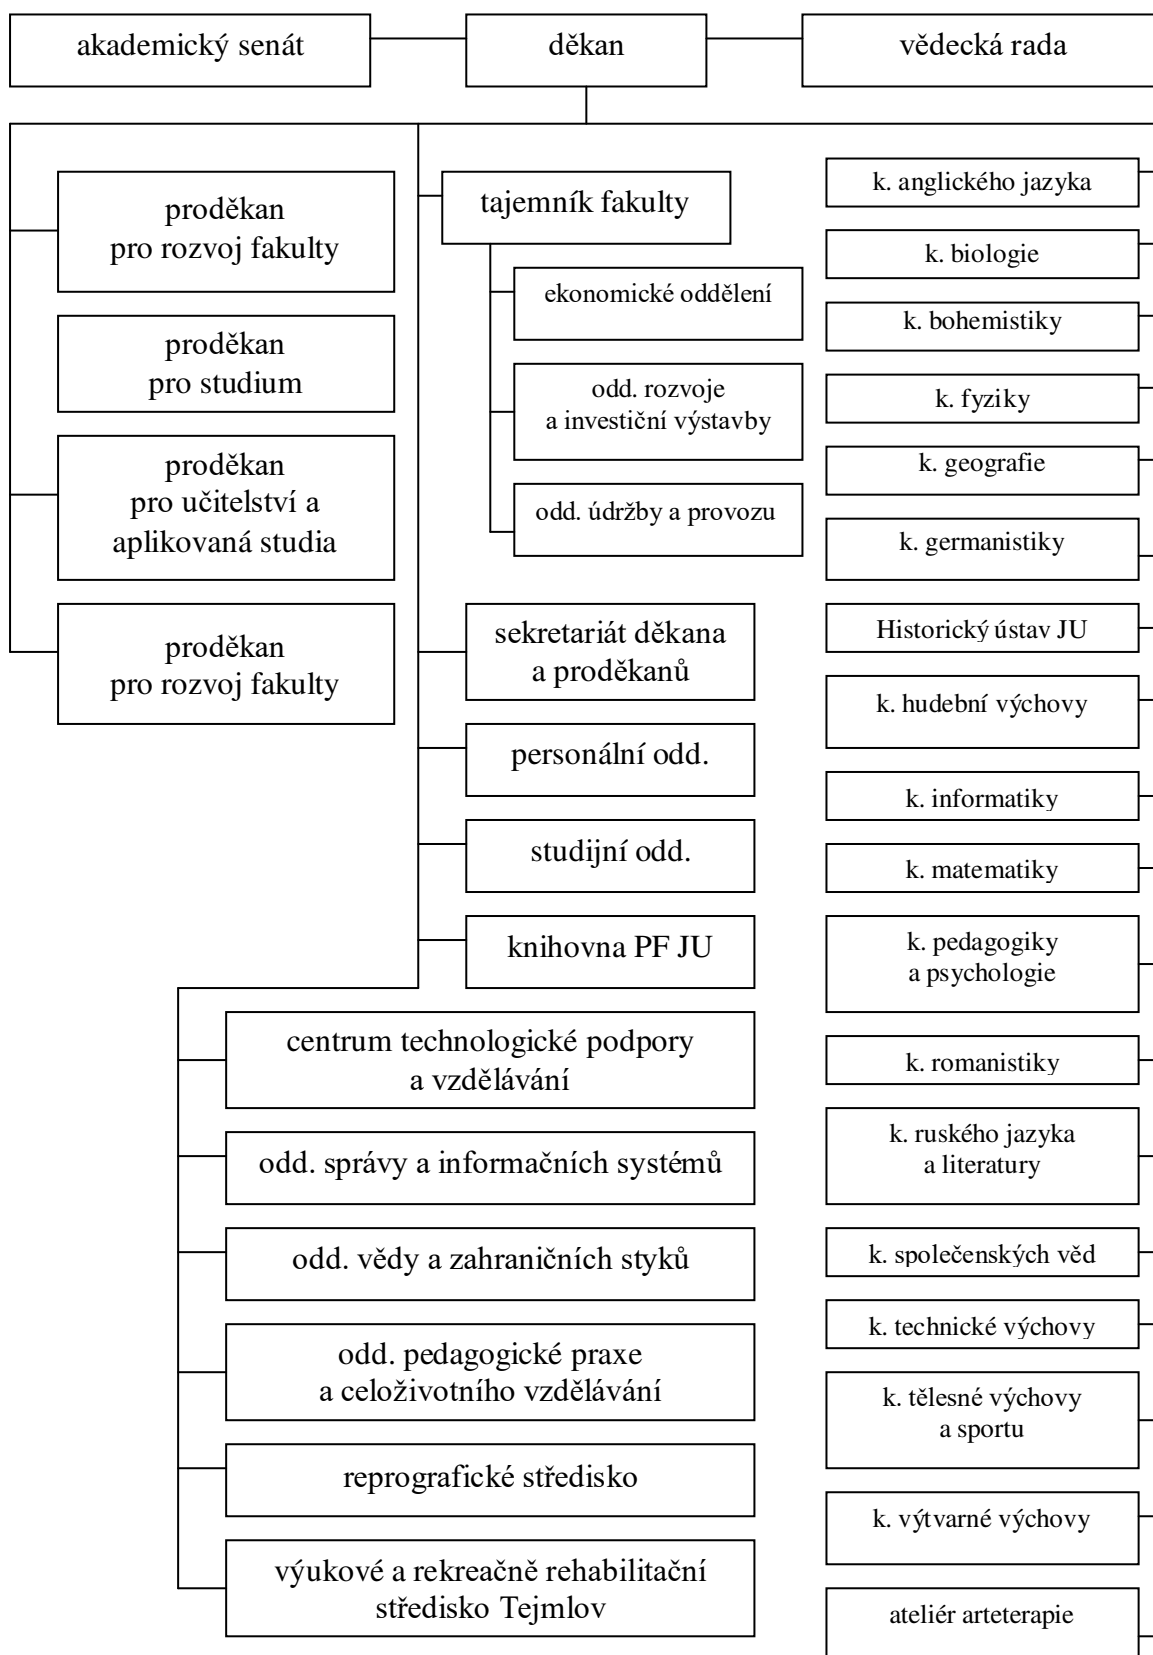 akademický senát
děkan
vědecká rada
proděkan
pro rozvoj fakulty
proděkan
pro studium
proděkan
pro učitelství a
aplikovaná studia
proděkan
pro rozvoj fakulty
tajemník fakulty
ekonomické oddělení
odd. rozvoje
a investiční výstavby
odd. údržby a provozu
sekretariát děkana
a proděkanů
personální odd.
studijní odd.
knihovna PF JU
centrum technologické podpory
a vzdělávání
odd. správy a informačních systémů
odd. vědy a zahraničních styků
odd. pedagogické praxe
a celoživotního vzdělávání
reprografické středisko
výukové a rekreačně rehabilitační
středisko Tejmlov
k. anglického jazyka
k. biologie
k. bohemistiky
k. fyziky
k. geografie
k. germanistiky
Historický ústav JU
k. hudební výchovy
k. informatiky
k. matematiky
k. pedagogiky
a psychologie
k. romanistiky
k. ruského jazyka
a literatury
k. společenských věd
k. technické výchovy
k. tělesné výchovy
a sportu
k. výtvarné výchovy
ateliér arteterapie